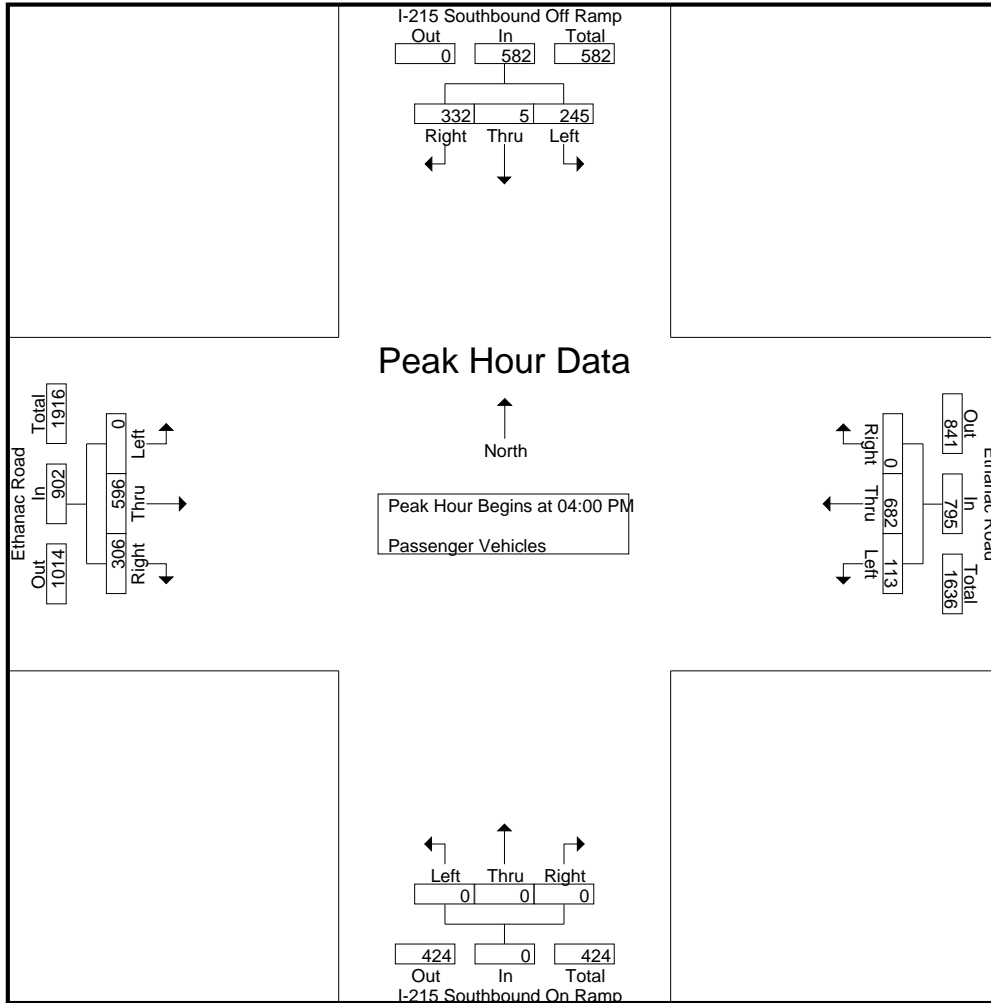 I-215 Southbound Off Ramp
Out In Total
0 582 582
332 5 245
Right Thru Left
Peak Hour Data
North
Peak Hour Begins at 04:00 PM
Passenger Vehicles
Ethanac Road
Out In Total
1014 902 1916
306 596 0
Right Thru Left
Ethanac Road
Out In Total
841 795 1636
0 682 113
Right Thru Left
Left Thru Right
0 0 0
424 0 424
Out In Total
I-215 Southbound On Ramp